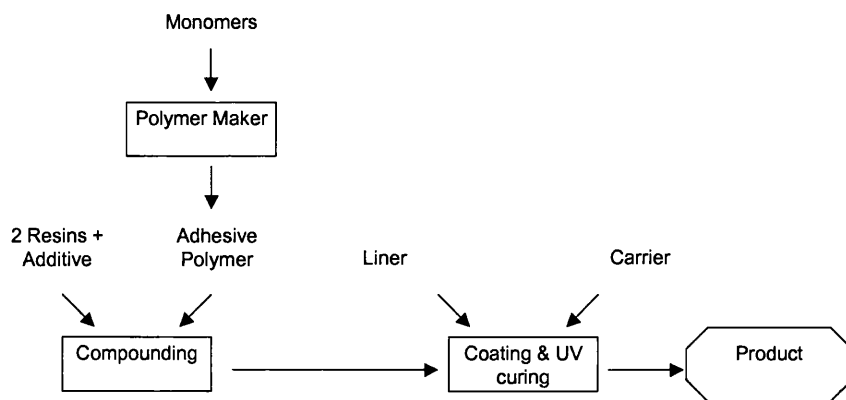 Monomers
Polymer Maker
2 Resins +
Additive
Adhesive
Polymer
Liner
Carrier
Compounding
Coating & UV
curing
Product